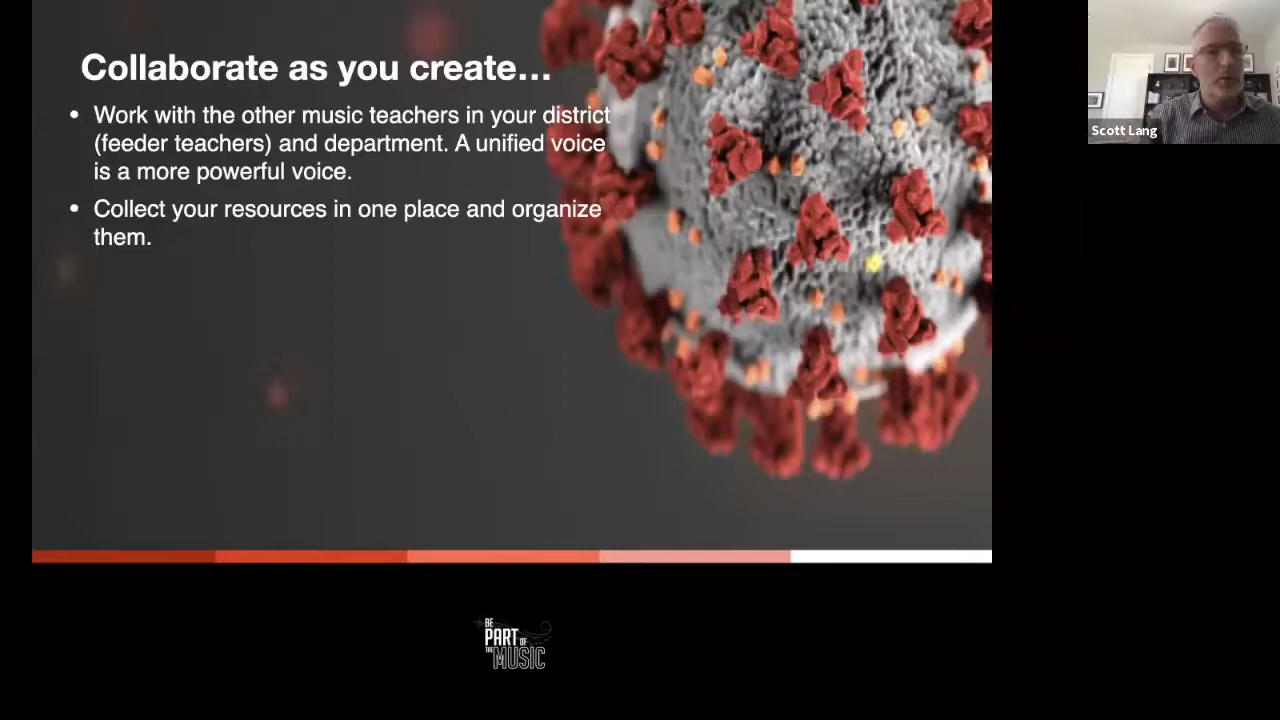 Collaborate as you create...
• Work with the other music teachers in your district
(feeder teachers) and department. A unified voice
is a more powerful voice.
• Collect your resources in one place and organize
them.
Scott Lang
BE
PART OF
THE MUSIC